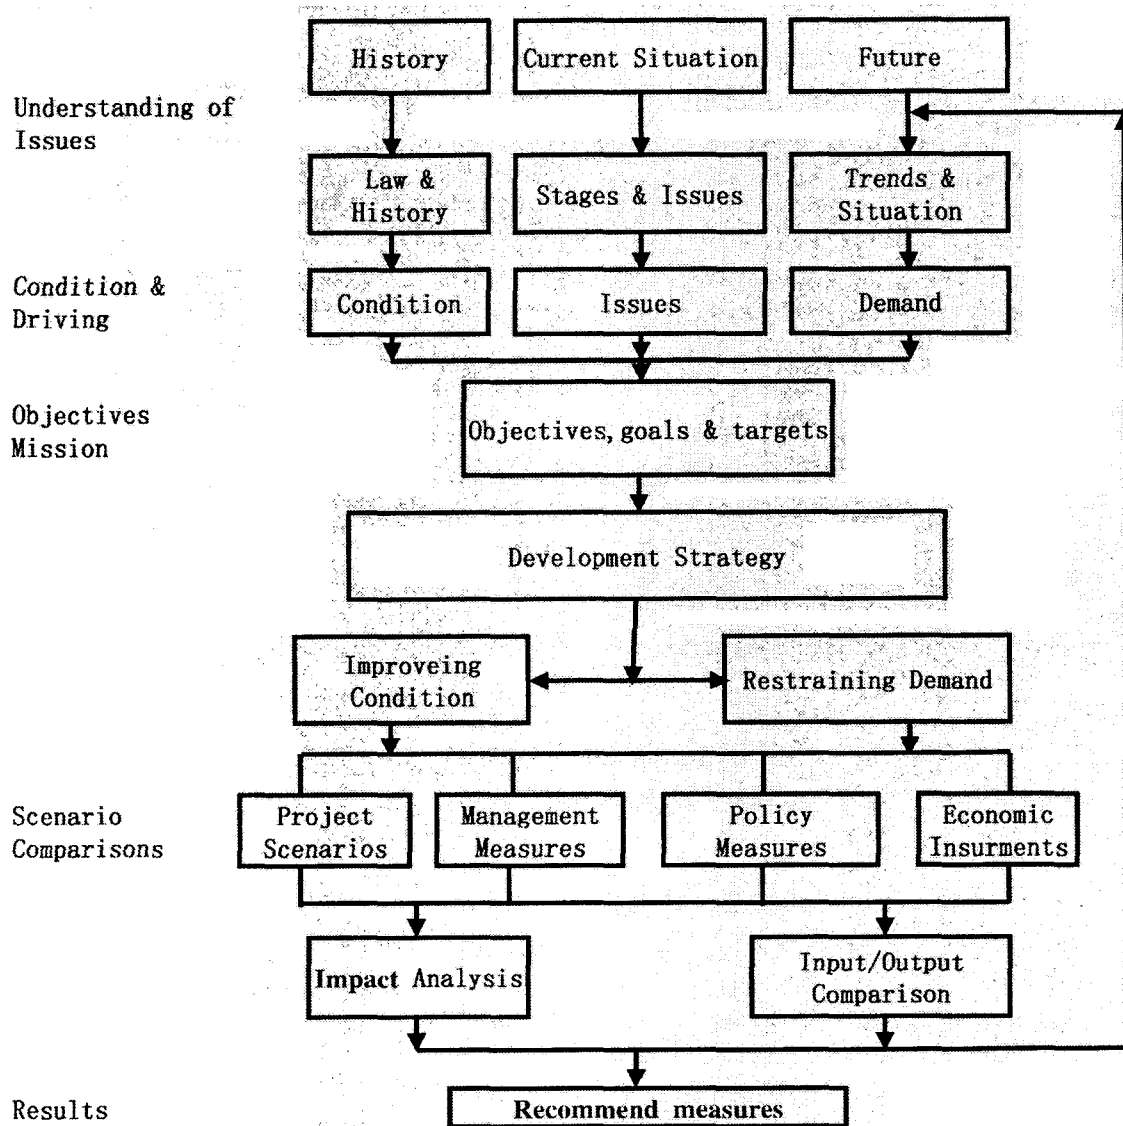 History
Current Situation
Future
Understanding of
Issues
Law &
History
Stages & Issues
Trends &
Situation
Condition &
Driving
Condition
Issues
Demand
Objectives
Mission
Objectives, goals & targets
Development Strategy
Improveing
Condition
Restraining Demand
Scenario
Comparisons
Project
Scenarios
Management
Measures
Policy
Measures
Economic
Insurments
Impact Analysis
Input/Output
Comparison
Results
Recommend measures